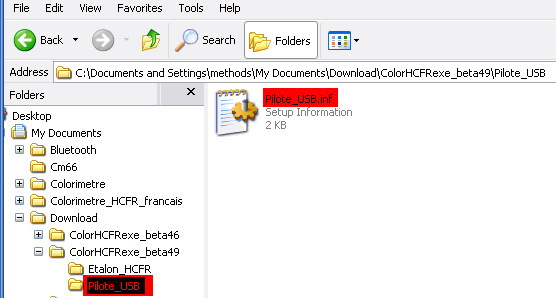 File Edit View Favorites Tools Help
Back Search Folders
Address C:\Documents and Settings\methods\My Documents\Download\ColorHCFRexe_beta49\Pilote_USB
Folders
Desktop
My Documents
Bluetooth
Cm66
Colorimetre
Colorimetre_HCFR_francais
Download
ColorHCFRexe_beta46
ColorHCFRexe_beta49
Etalon_HCFR
Pilote_USB
Pilote_USB.inf
Setup Information
2 KB